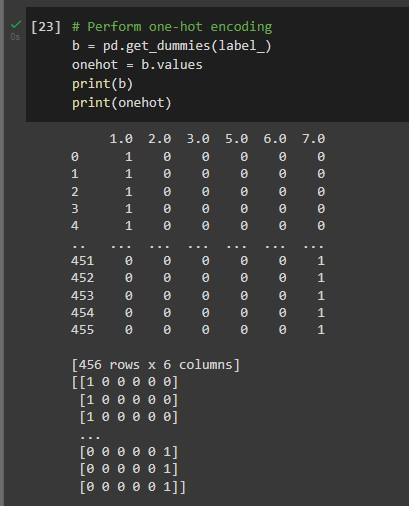 [23] # Perform one-hot encoding
b = pd.get_dummies(label_)
onehot = b.values
print(b)
print(onehot)
0s
1.0 2.0 3.0 5.0 6.0 7.0
0 1 0 0 0 0 0
1 1 0 0 0 0 0
2 1 0 0 0 0 0
3 1 0 0 0 0 0
4 1 0 0 0 0 0
.. ... ... ... ... ... ...
451 0 0 0 0 0 1
452 0 0 0 0 0 1
453 0 0 0 0 0 1
454 0 0 0 0 0 1
455 0 0 0 0 0 1
[456 rows x 6 columns]
[[1 0 0 0 0 0]
[1 0 0 0 0 0]
[1 0 0 0 0 0]
...
[0 0 0 0 0 1]
[0 0 0 0 0 1]
[0 0 0 0 0 1]]